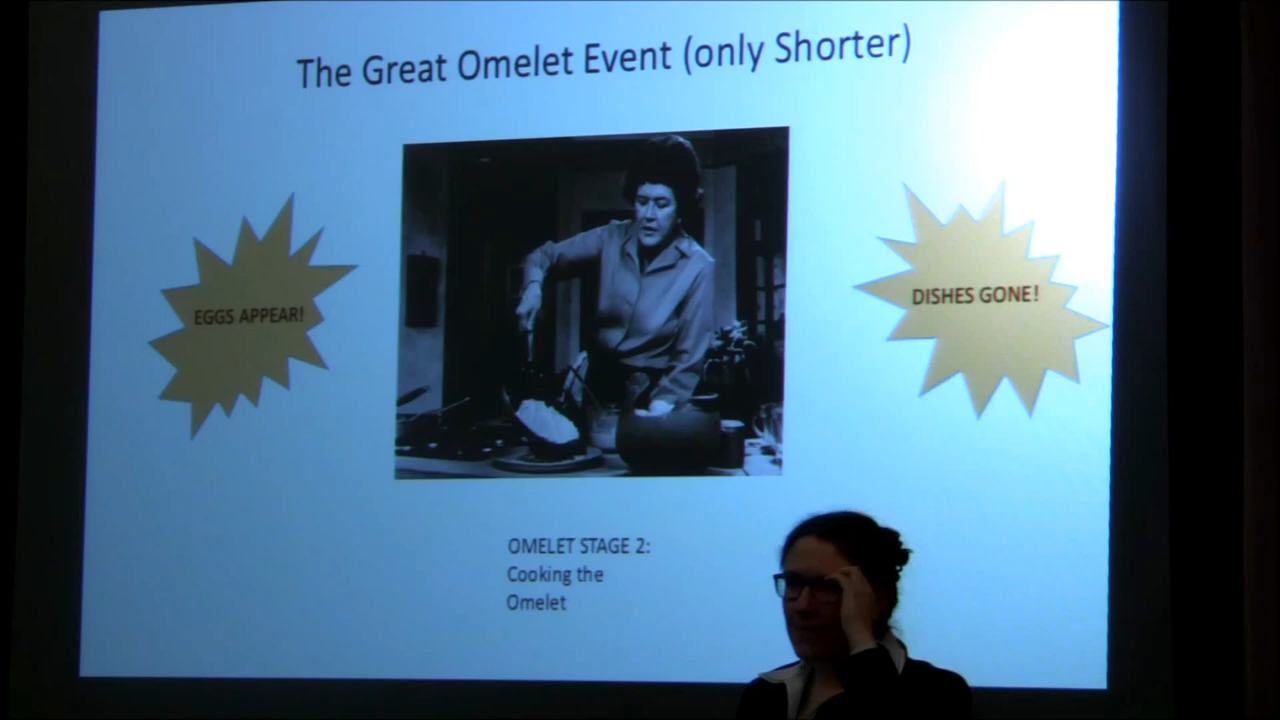 The Great Omelet Event (only Shorter)
EGGS APPEAR!
DISHES GONE!
OMELET STAGE 2:
Cooking the
Omelet